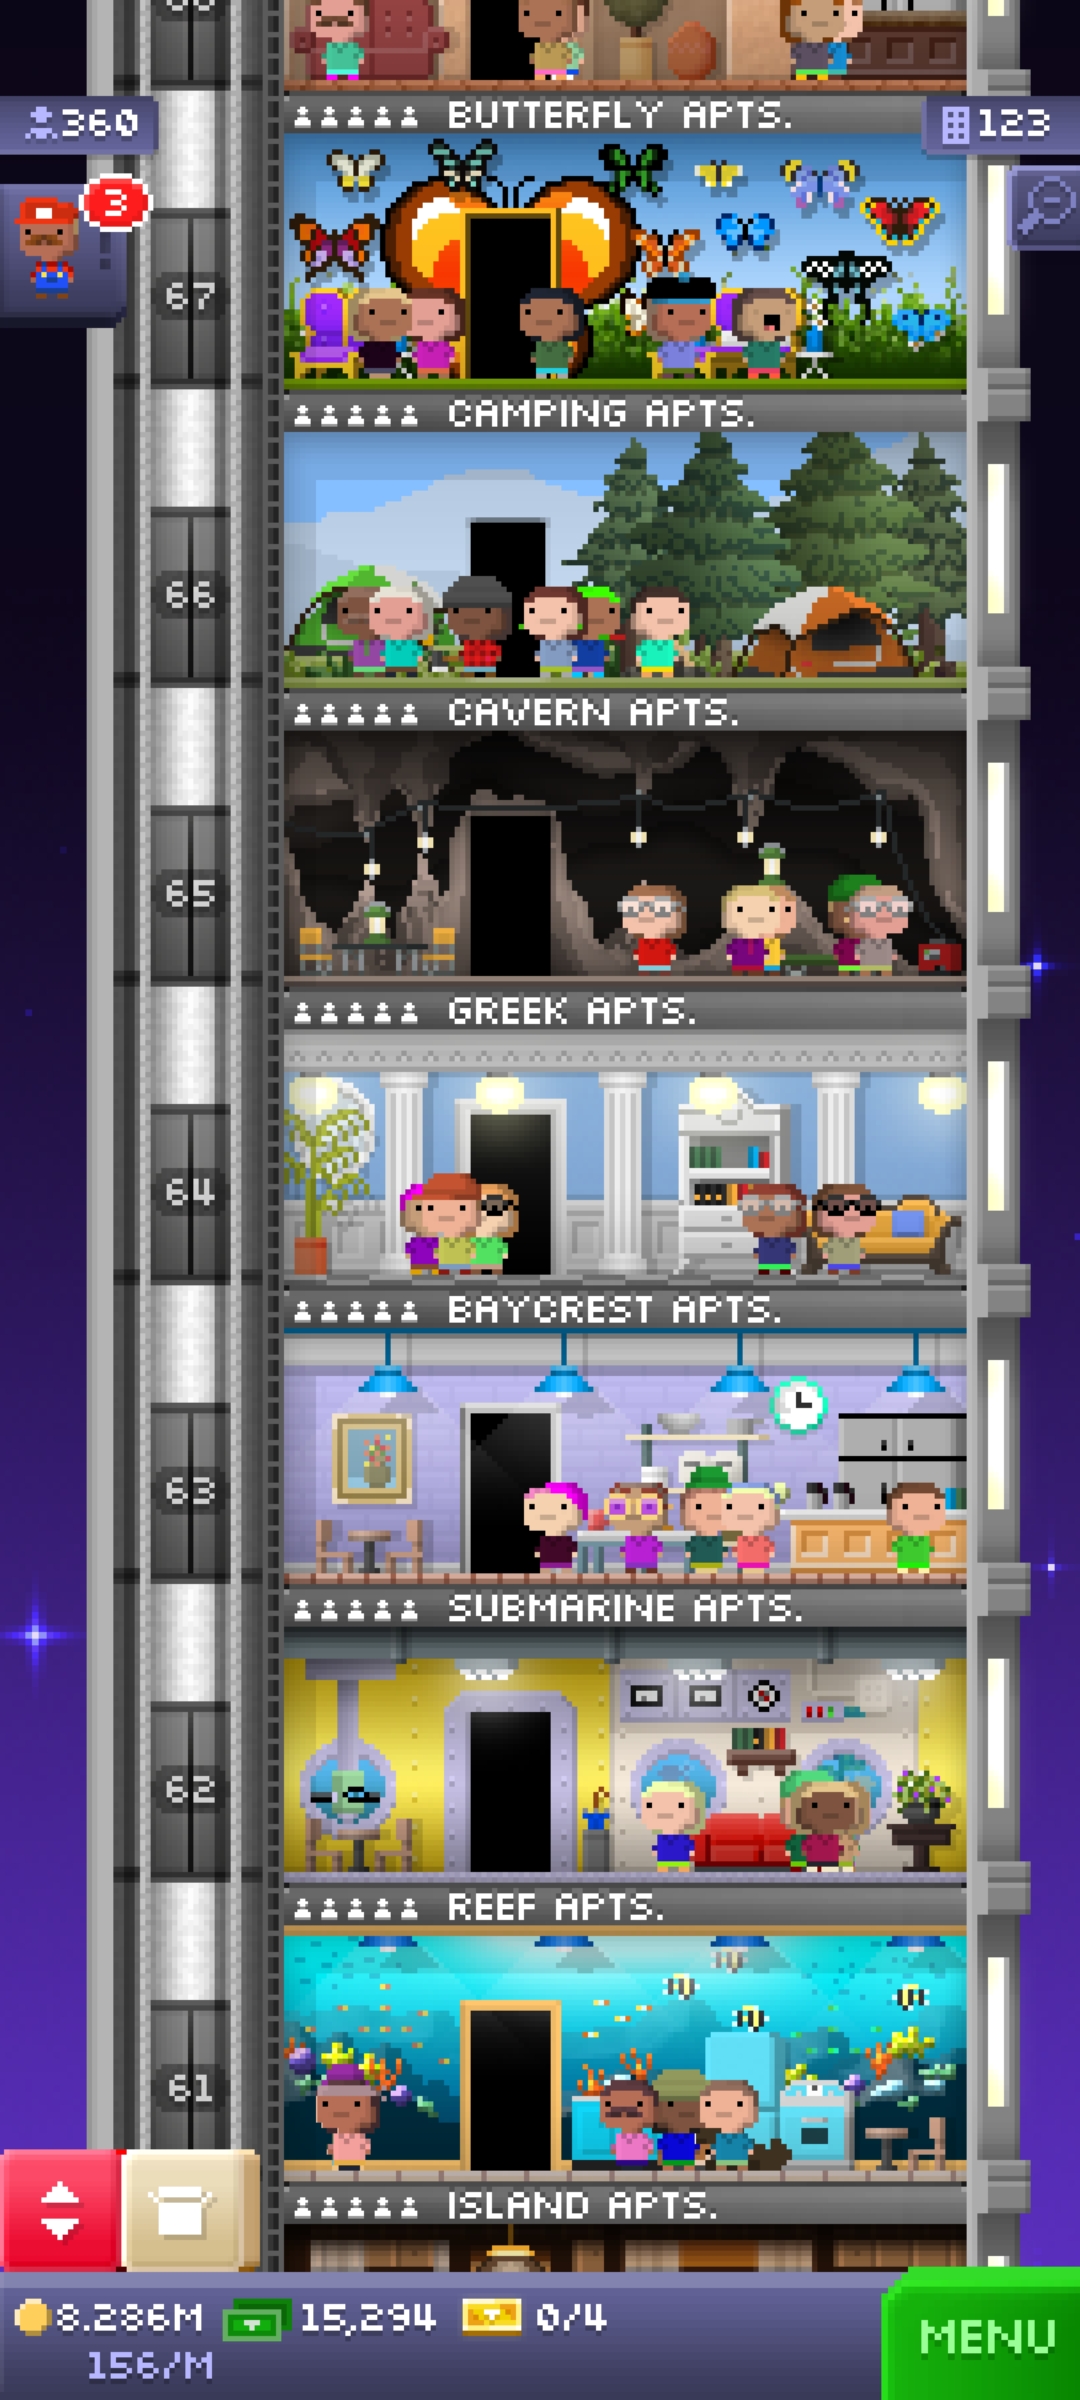 BUTTERFLY APTS.
360
123
3
67
CAMPING APTS.
66
CAVERN APTS.
65
GREEK APTS.
64
BAYCREST APTS.
63
SUBMARINE APTS.
62
REEF APTS.
61
ISLAND APTS.
8.286M 15,294 0/4
156/M
MENU